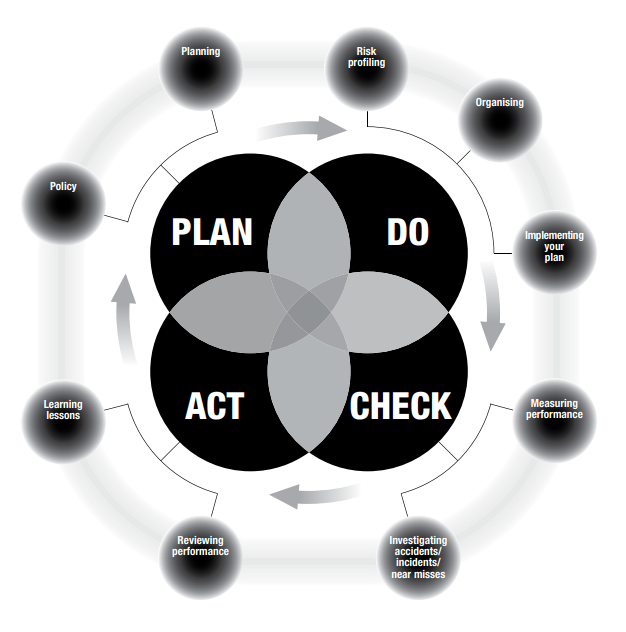 Planning
Risk
profiling
Organising
Policy
PLAN
DO
Implementing
your
plan
ACT
CHECK
Learning
lessons
Measuring
performance
Reviewing
performance
Investigating
accidents/
incidents/
near misses